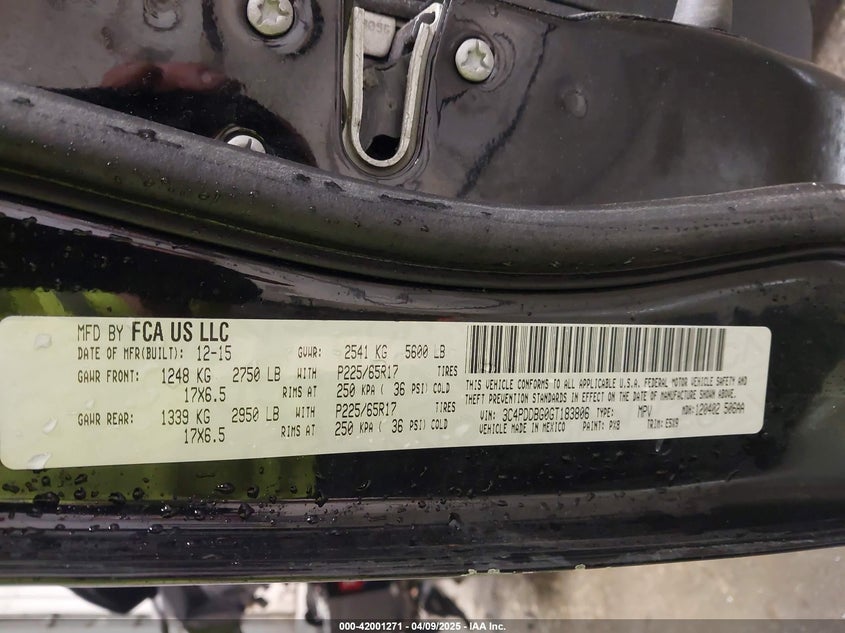 MFD BY FCA US LLC
DATE OF MFR(BUILT): 12-15 GVWR: 2541 KG 5600 LB
GAWR FRONT: 1248 KG 2750 LB WITH P225/65R17 TIRES
17X6.5 RIMS AT 250 KPA ( 36 PSI) COLD
GAWR REAR: 1339 KG 2950 LB WITH P225/65R17 TIRES
17X6.5 RIMS AT 250 KPA ( 36 PSI) COLD
THIS VEHICLE CONFORMS TO ALL APPLICABLE U.S.A. FEDERAL MOTOR VEHICLE SAFETY AND
THEFT PREVENTION STANDARDS IN EFFECT ON THE DATE OF MANUFACTURE SHOWN ABOVE.
VIN: 3C4PDDBG0GT183806 TYPE: MPV MDH: 120402 506AA
VEHICLE MADE IN MEXICO PAINT: PX8 TRIM: E5X9
000-42001271 | 04/09/2025 - IAA Inc.